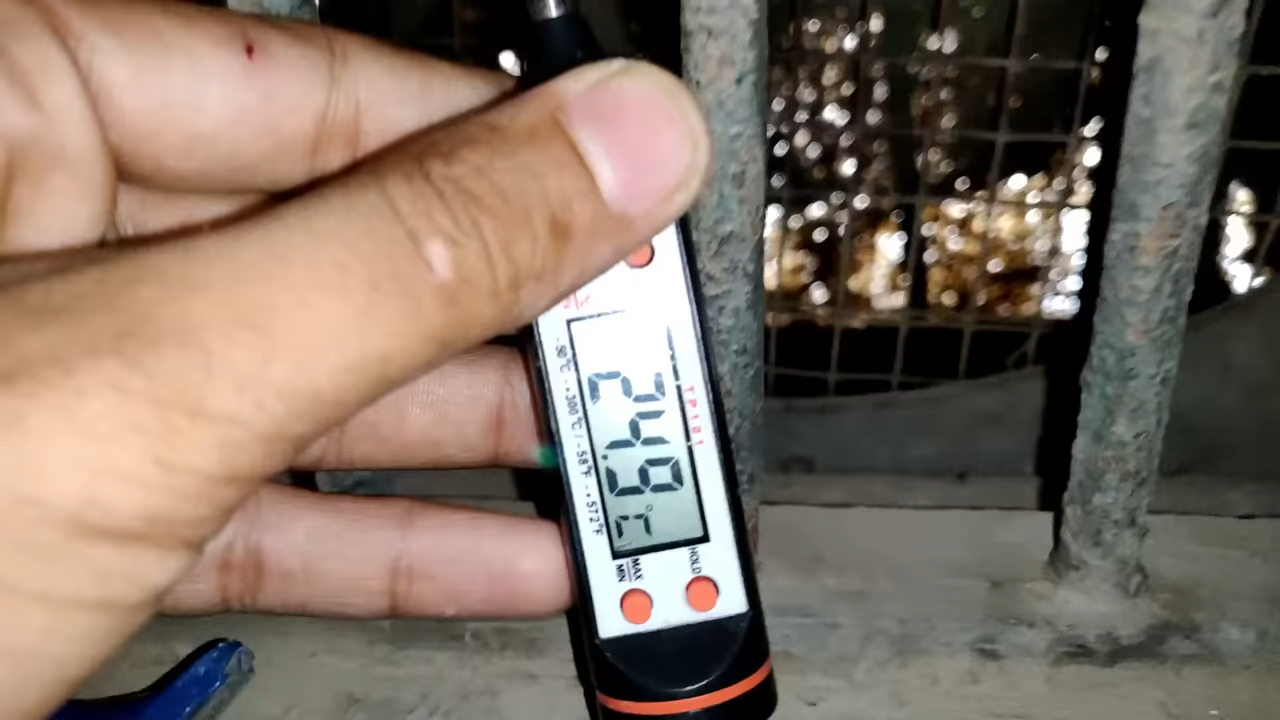 TP101
24.9°C
-50°C - +300°C / -58°F - +572°F
HOLD
MAX
MIN